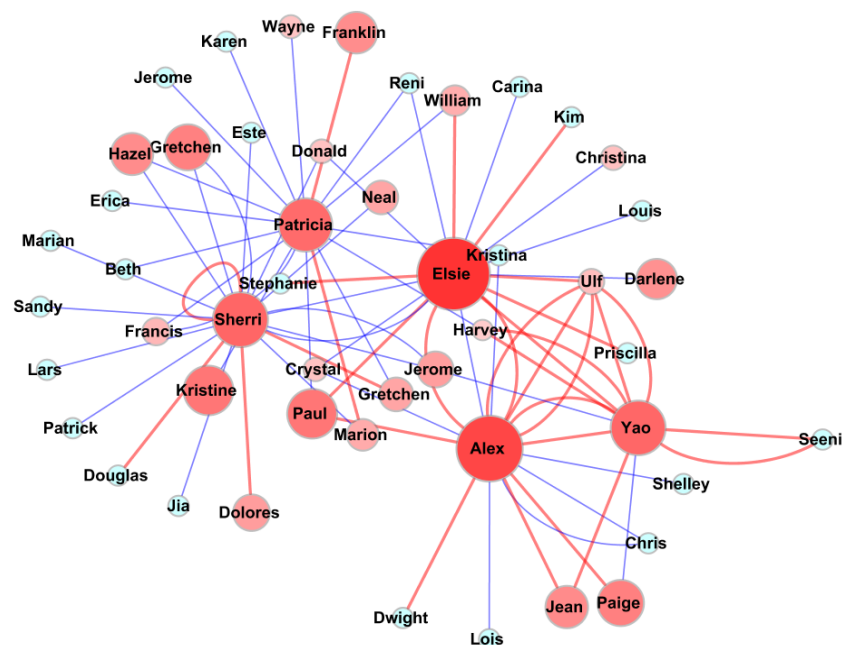 Wayne
Franklin
Karen
Jerome
Reni
William
Carina
Kim
Este
Donald
Hazel
Gretchen
Christina
Erica
Neal
Louis
Patricia
Marian
Beth
Kristina
Stephanie
Elsie
Ulf
Darlene
Sandy
Francis
Sherri
Harvey
Priscilla
Lars
Crystal
Jerome
Kristine
Gretchen
Paul
Patrick
Marion
Yao
Seeni
Alex
Douglas
Shelley
Jia
Dolores
Chris
Dwight
Jean
Paige
Lois